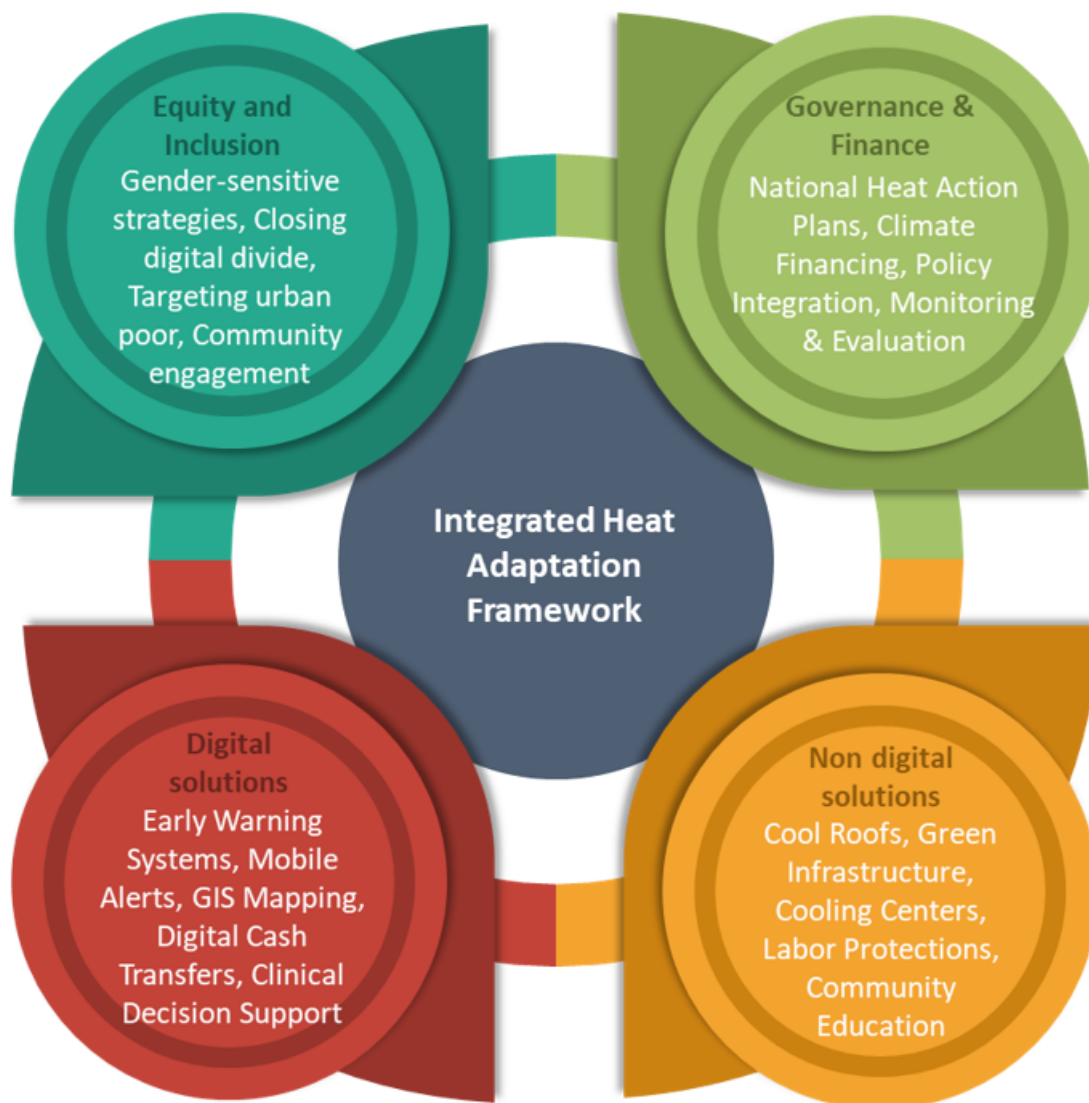 Equity and
Inclusion
Gender-sensitive
strategies, Closing
digital divide,
Targeting urban
poor, Community
engagement
Governance &
Finance
National Heat Action
Plans, Climate
Financing, Policy
Integration, Monitoring
& Evaluation
Integrated Heat
Adaptation
Framework
Digital
solutions
Early Warning
Systems, Mobile
Alerts, GIS Mapping,
Digital Cash
Transfers, Clinical
Decision Support
Non digital
solutions
Cool Roofs, Green
Infrastructure,
Cooling Centers,
Labor Protections,
Community
Education